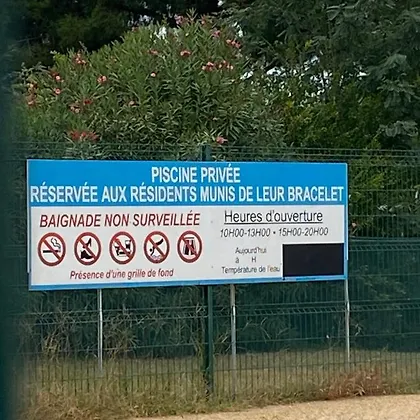 PISCINE PRIVÉE
RÉSERVÉE AUX RÉSIDENTS MUNIS DE LEUR BRACELET
BAIGNADE NON SURVEILLÉE
Présence d'une grille de fond
Heures d'ouverture
10H00-13H00 • 15H00-20H00
Aujourd'hui
à H
Température de l'eau